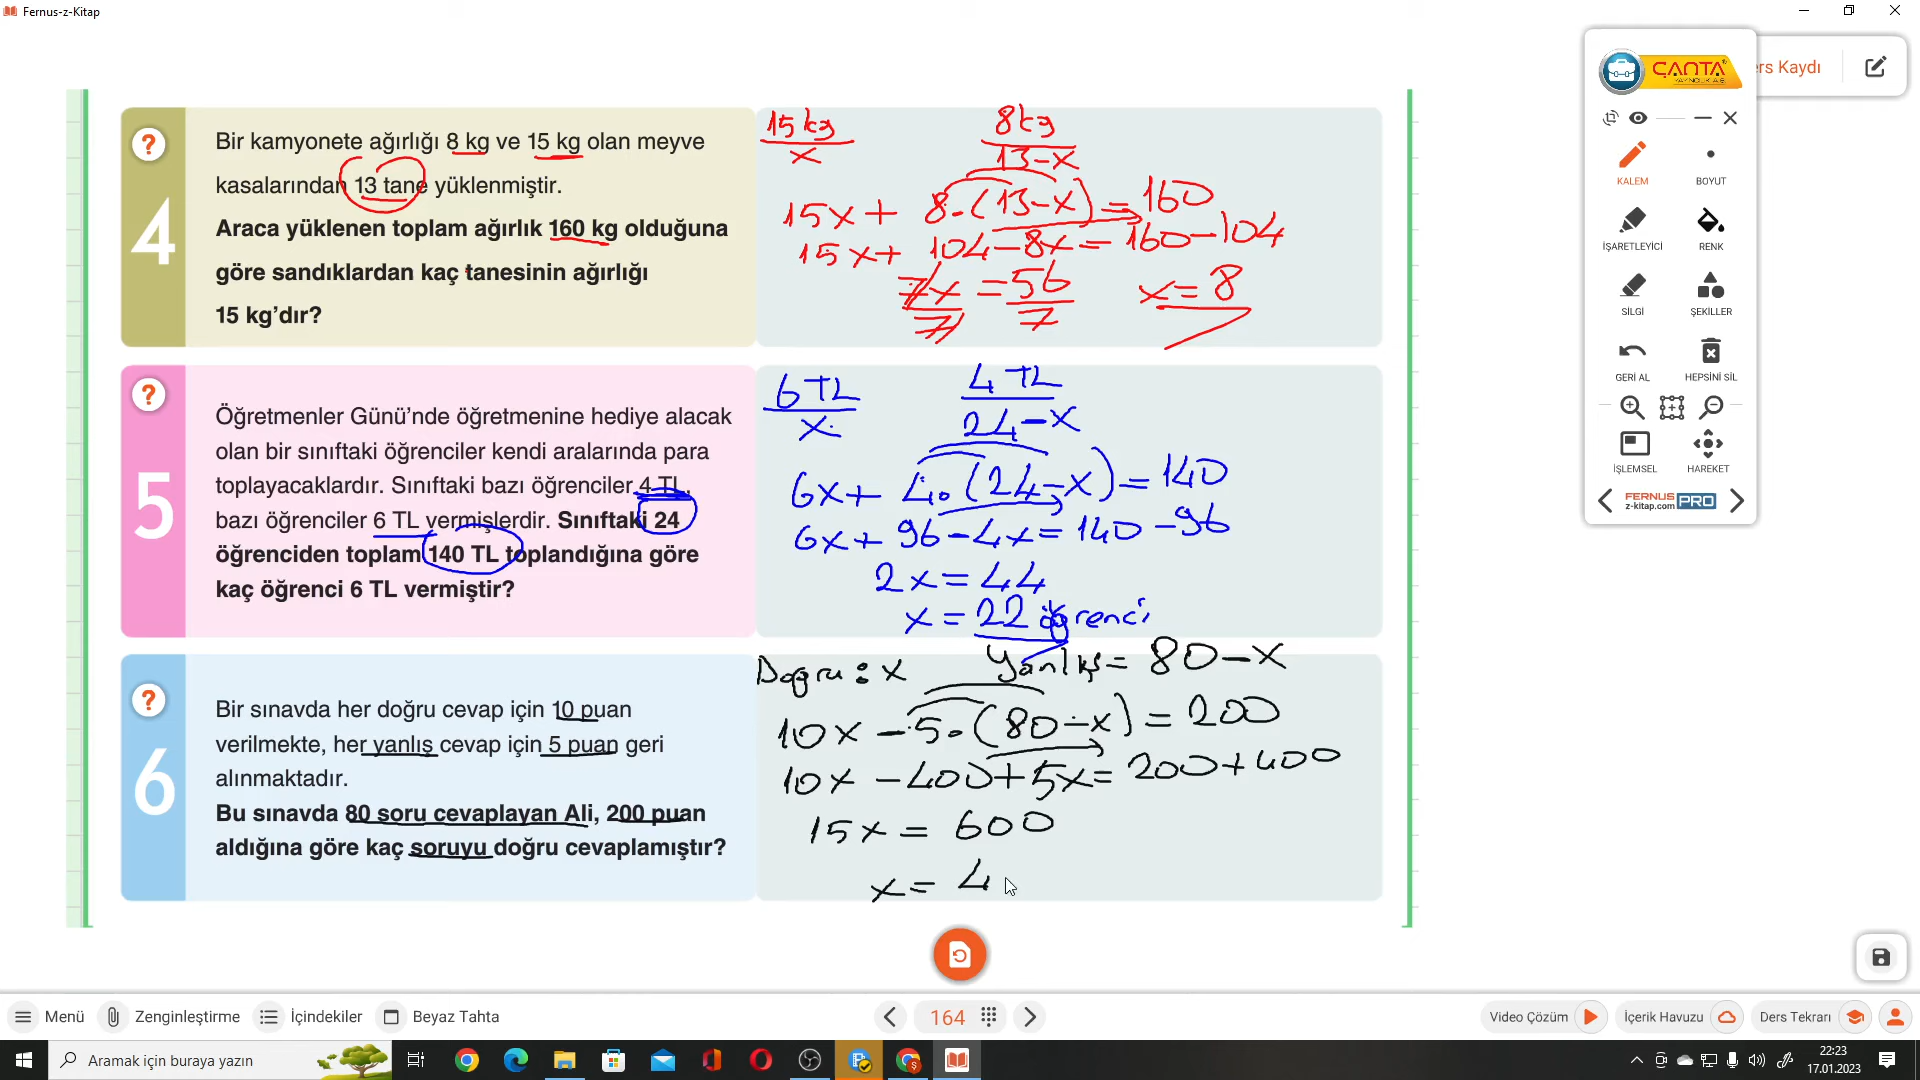 Fernus-z-Kitap
ÇANTA
YAYINCILIK A.Ş.
ers Kaydı
4
Bir kamyonete ağırlığı 8 kg ve 15 kg olan meyve
kasalarından 13 tane yüklenmiştir.
Araca yüklenen toplam ağırlık 160 kg olduğuna
göre sandıklardan kaç tanesinin ağırlığı
15 kg’dır?
15kg
x
8kg
13-x
15x + 8.(13-x) = 160
15x + 104-8x = 160-104
7x = 56
7 7
x = 8
5
Öğretmenler Günü’nde öğretmenine hediye alacak
olan bir sınıftaki öğrenciler kendi aralarında para
toplayacaklardır. Sınıftaki bazı öğrenciler 4 TL,
bazı öğrenciler 6 TL vermişlerdir. Sınıftaki 24
öğrenciden toplam 140 TL toplandığına göre
kaç öğrenci 6 TL vermiştir?
6 TL
x
4 TL
24-x
6x + 4.(24-x) = 140
6x + 96-4x = 140-96
2x = 44
x = 22 öğrenci
6
Bir sınavda her doğru cevap için 10 puan
verilmekte, her yanlış cevap için 5 puan geri
alınmaktadır.
Bu sınavda 80 soru cevaplayan Ali, 200 puan
aldığına göre kaç soruyu doğru cevaplamıştır?
Doğru : x Yanlış = 80-x
10x - 5.(80-x) = 200
10x - 400+5x = 200+400
15x = 600
x = 4
KALEM BOYUT
İŞARETLEYİCİ RENK
SİLGİ ŞEKİLLER
GERİ AL HEPSİNİ SİL
İŞLEMSEL HAREKET
FERNUS PRO
z-kitap.com
Menü Zenginleştirme İçindekiler Beyaz Tahta 164 Video Çözüm İçerik Havuzu Ders Tekrarı
Aramak için buraya yazın
22:23
17.01.2023